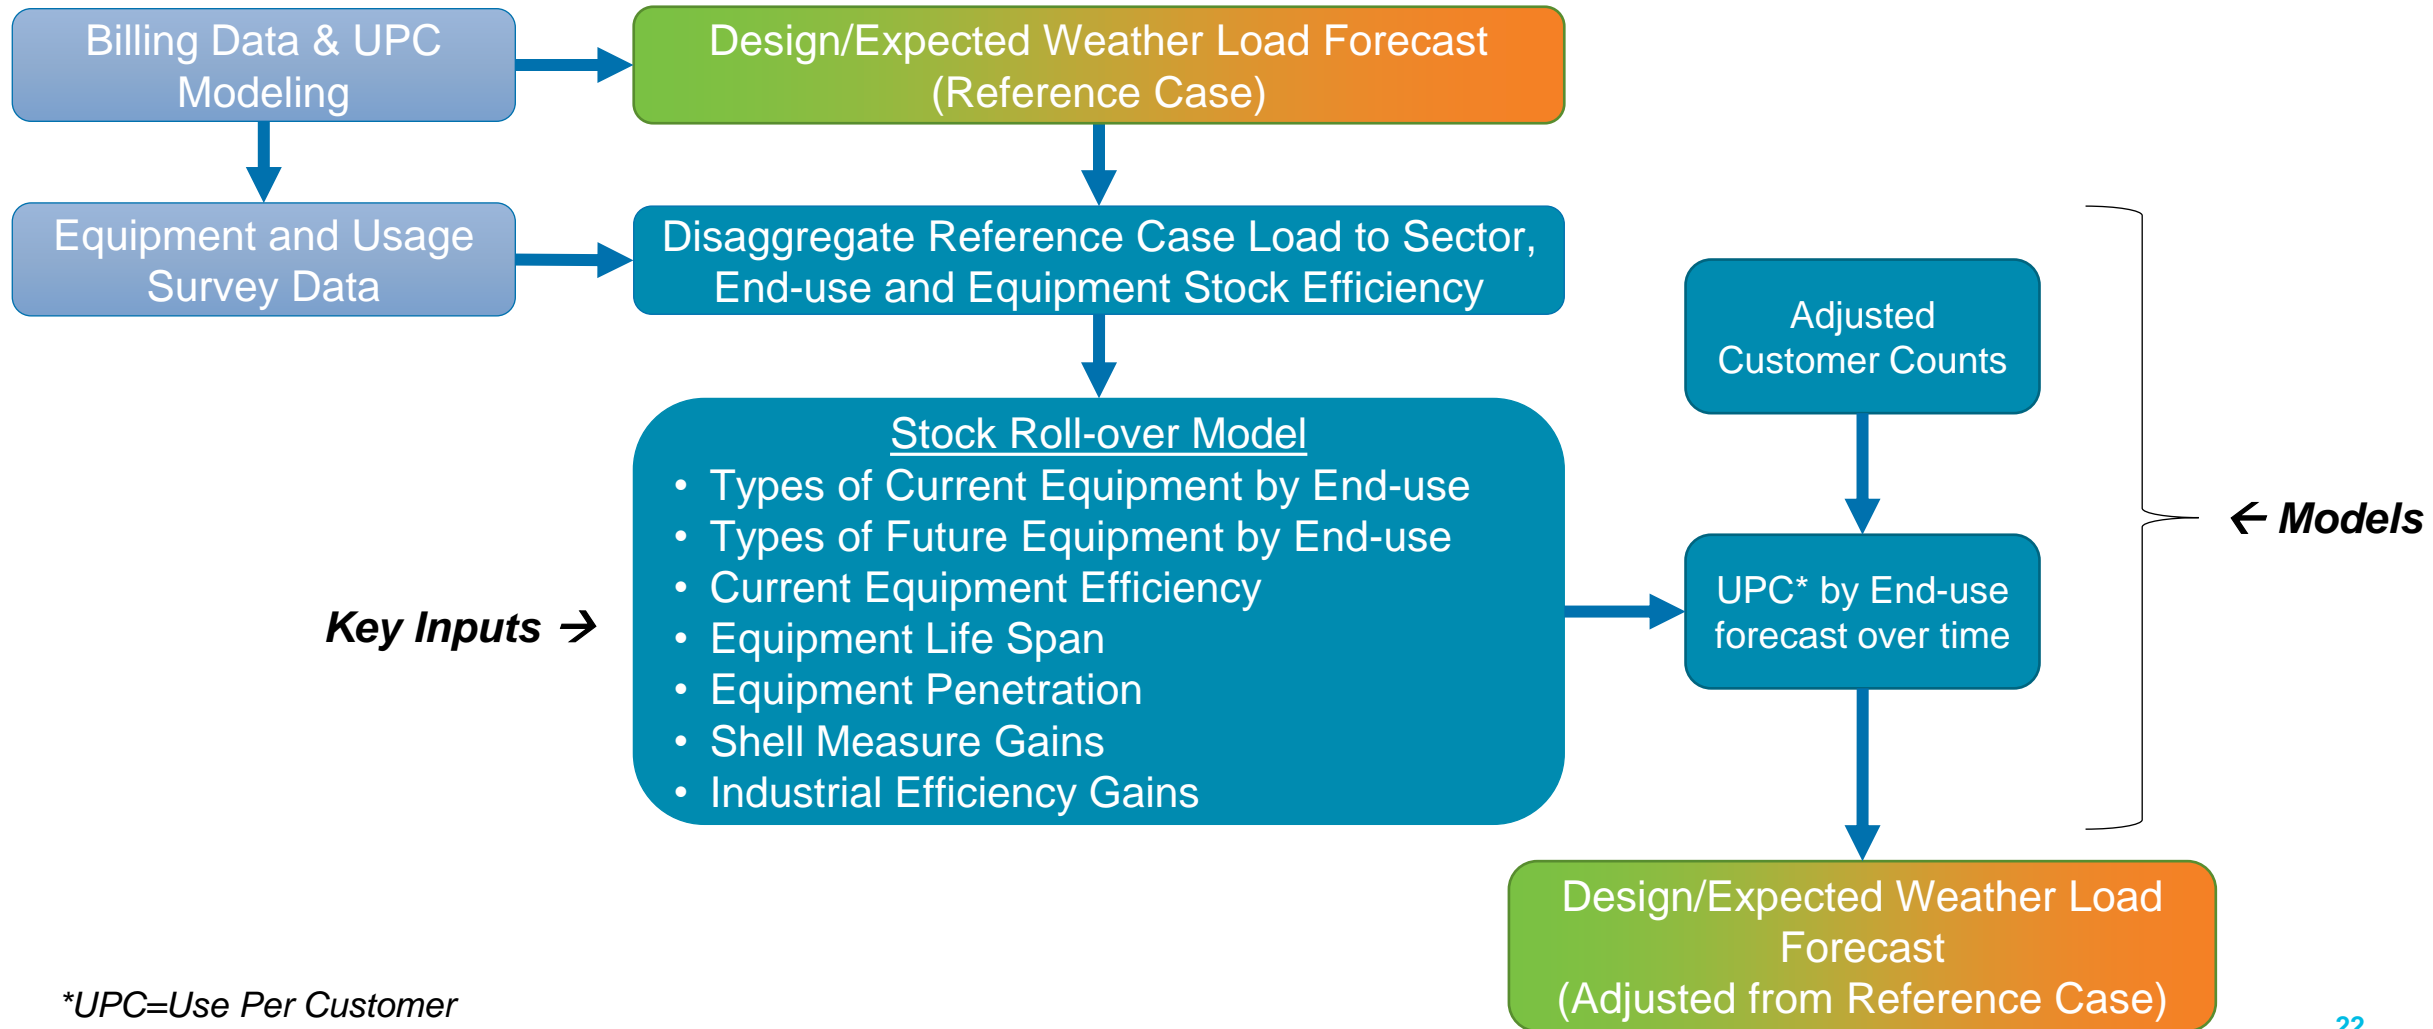 Billing Data & UPC
Modeling
Design/Expected Weather Load Forecast
(Reference Case)
Equipment and Usage
Survey Data
Disaggregate Reference Case Load to Sector,
End-use and Equipment Stock Efficiency
Adjusted
Customer Counts
Stock Roll-over Model
• Types of Current Equipment by End-use
• Types of Future Equipment by End-use
• Current Equipment Efficiency
• Equipment Life Span
• Equipment Penetration
• Shell Measure Gains
• Industrial Efficiency Gains
Key Inputs →
UPC* by End-use
forecast over time
← Models
Design/Expected Weather Load
Forecast
(Adjusted from Reference Case)
*UPC=Use Per Customer
22